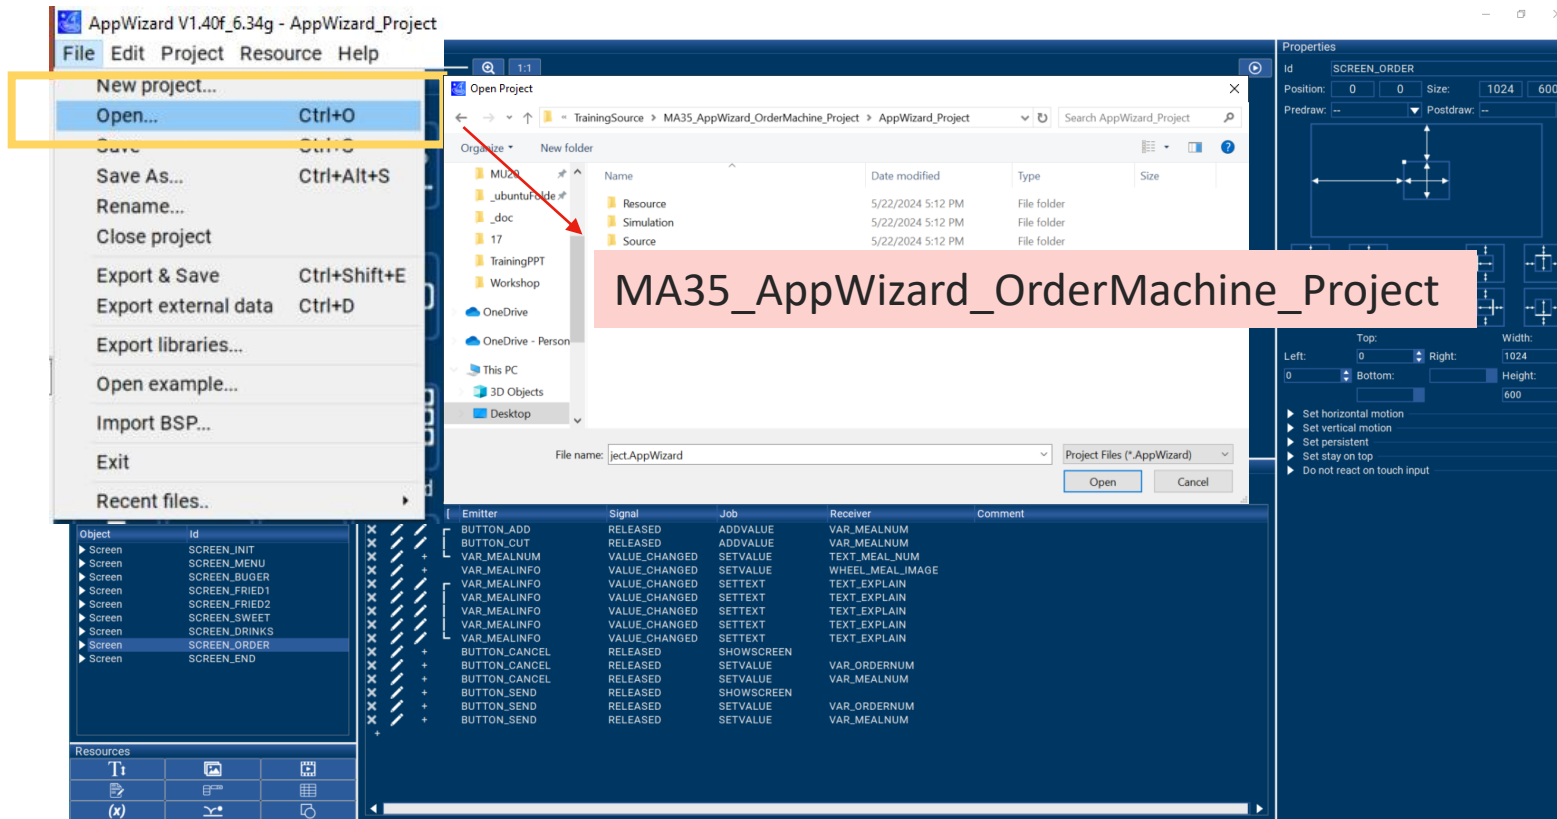 AppWizard V1.40f_6.34g - AppWizard_Project
File Edit Project Resource Help
New project...
Open... Ctrl+O
Save Ctrl+S
Save As... Ctrl+Alt+S
Rename...
Close project
Export & Save Ctrl+Shift+E
Export external data Ctrl+D
Export libraries...
Open example...
Import BSP...
Exit
Recent files..
1:1
Open Project
« TrainingSource > MA35_AppWizard_OrderMachine_Project > AppWizard_Project
Search AppWizard_Project
Organize New folder
MU20
_ubuntuFolde
_doc
17
TrainingPPT
Workshop
OneDrive
OneDrive - Person
This PC
3D Objects
Desktop
Name Date modified Type Size
Resource 5/22/2024 5:12 PM File folder
Simulation 5/22/2024 5:12 PM File folder
Source 5/22/2024 5:12 PM File folder
MA35_AppWizard_OrderMachine_Project
File name: ject.AppWizard Project Files (*.AppWizard)
Open Cancel
Properties
Id SCREEN_ORDER
Position: 0 0 Size: 1024 600
Predraw: -- Postdraw: --
Top: Width:
Left: 0 Right: 1024
0 Bottom: Height:
600
Set horizontal motion
Set vertical motion
Set persistent
Set stay on top
Do not react on touch input
Object Id
Screen SCREEN_INIT
Screen SCREEN_MENU
Screen SCREEN_BUGER
Screen SCREEN_FRIED1
Screen SCREEN_FRIED2
Screen SCREEN_SWEET
Screen SCREEN_DRINKS
Screen SCREEN_ORDER
Screen SCREEN_END
Emitter Signal Job Receiver Comment
BUTTON_ADD RELEASED ADDVALUE VAR_MEALNUM
BUTTON_CUT RELEASED ADDVALUE VAR_MEALNUM
VAR_MEALNUM VALUE_CHANGED SETVALUE TEXT_MEAL_NUM
VAR_MEALINFO VALUE_CHANGED SETVALUE WHEEL_MEAL_IMAGE
VAR_MEALINFO VALUE_CHANGED SETTEXT TEXT_EXPLAIN
VAR_MEALINFO VALUE_CHANGED SETTEXT TEXT_EXPLAIN
VAR_MEALINFO VALUE_CHANGED SETTEXT TEXT_EXPLAIN
VAR_MEALINFO VALUE_CHANGED SETTEXT TEXT_EXPLAIN
VAR_MEALINFO VALUE_CHANGED SETTEXT TEXT_EXPLAIN
BUTTON_CANCEL RELEASED SHOWSCREEN
BUTTON_CANCEL RELEASED SETVALUE VAR_ORDERNUM
BUTTON_CANCEL RELEASED SETVALUE VAR_MEALNUM
BUTTON_SEND RELEASED SHOWSCREEN
BUTTON_SEND RELEASED SETVALUE VAR_ORDERNUM
BUTTON_SEND RELEASED SETVALUE VAR_MEALNUM
Resources